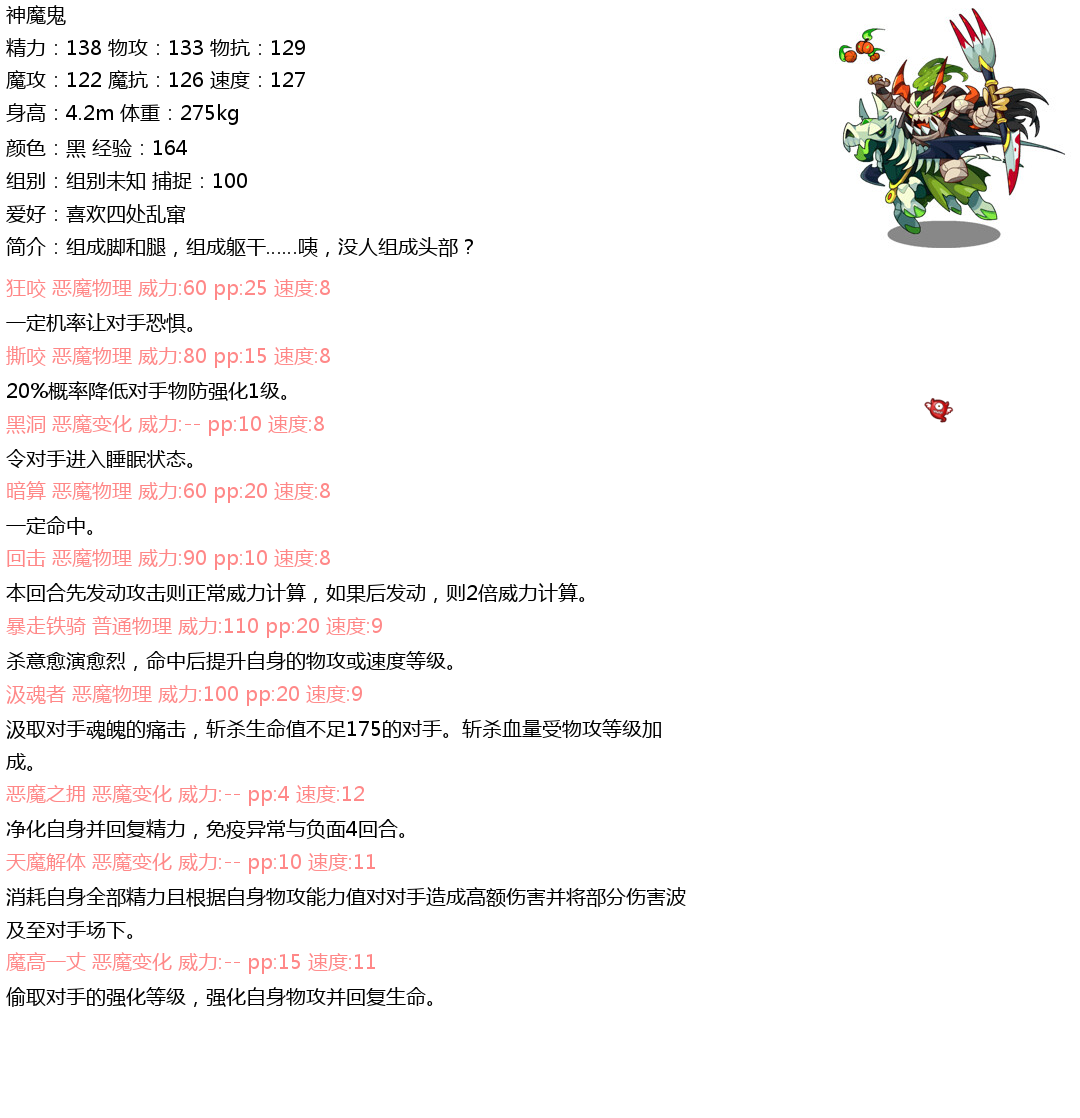 神魔鬼
精力：138 物攻：133 物抗：129
魔攻：122 魔抗：126 速度：127
身高：4.2m 体重：275kg
颜色：黑 经验：164
组别：组别未知 捕捉：100
爱好：喜欢四处乱窜
简介：组成脚和腿，组成躯干......咦，没人组成头部？
狂咬 恶魔物理 威力:60 pp:25 速度:8
一定机率让对手恐惧。
撕咬 恶魔物理 威力:80 pp:15 速度:8
20%概率降低对手物防强化1级。
黑洞 恶魔变化 威力:-- pp:10 速度:8
令对手进入睡眠状态。
暗算 恶魔物理 威力:60 pp:20 速度:8
一定命中。
回击 恶魔物理 威力:90 pp:10 速度:8
本回合先发动攻击则正常威力计算，如果后发动，则2倍威力计算。
暴走铁骑 普通物理 威力:110 pp:20 速度:9
杀意愈演愈烈，命中后提升自身的物攻或速度等级。
汲魂者 恶魔物理 威力:100 pp:20 速度:9
汲取对手魂魄的痛击，斩杀生命值不足175的对手。斩杀血量受物攻等级加
成。
恶魔之拥 恶魔变化 威力:-- pp:4 速度:12
净化自身并回复精力，免疫异常与负面4回合。
天魔解体 恶魔变化 威力:-- pp:10 速度:11
消耗自身全部精力且根据自身物攻能力值对对手造成高额伤害并将部分伤害波
及至对手场下。
魔高一丈 恶魔变化 威力:-- pp:15 速度:11
偷取对手的强化等级，强化自身物攻并回复生命。